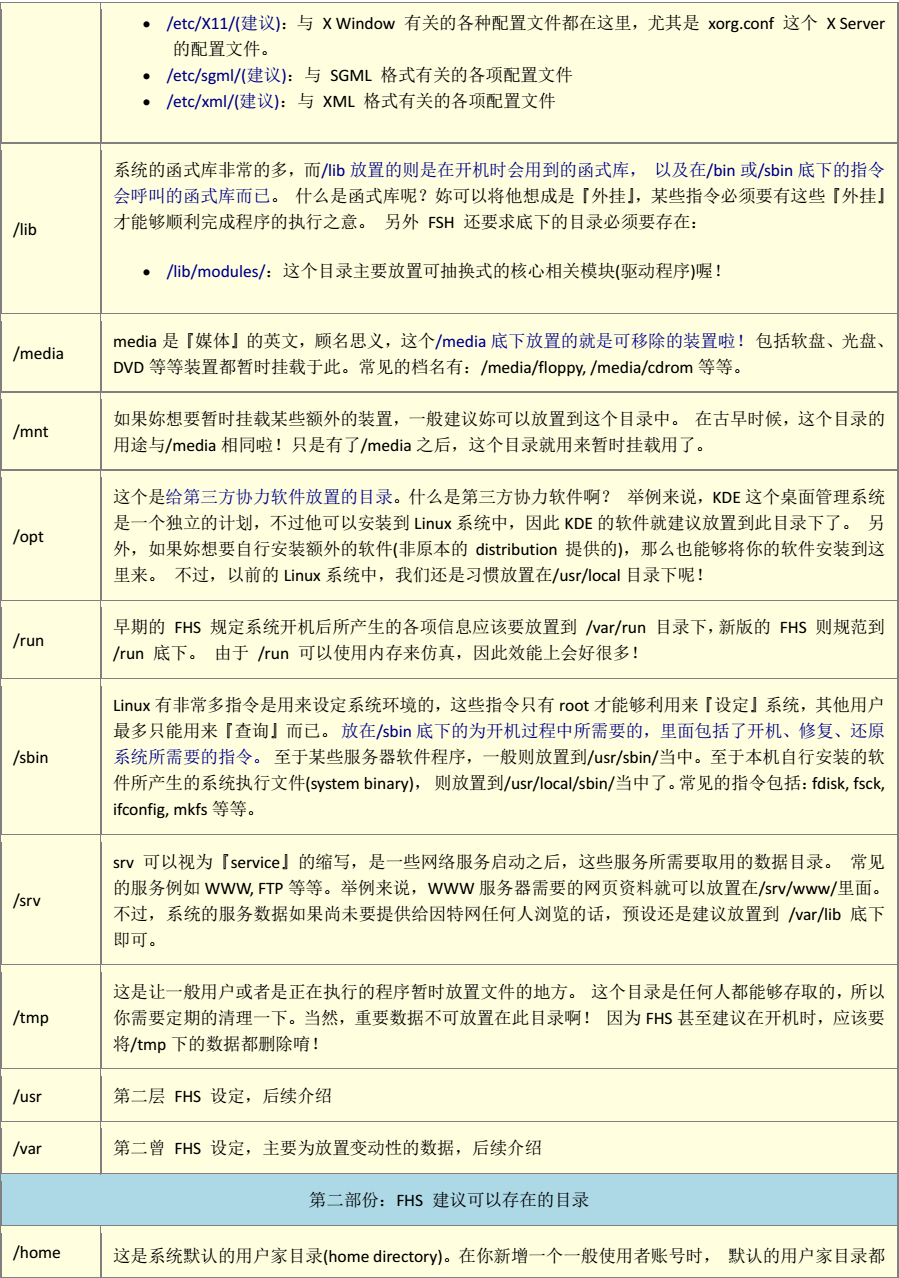 • /etc/X11/(建议)：与 X Window 有关的各种配置文件都在这里，尤其是 xorg.conf 这个 X Server
的配置文件。
• /etc/sgml/(建议)：与 SGML 格式有关的各项配置文件
• /etc/xml/(建议)：与 XML 格式有关的各项配置文件
/lib
系统的函式库非常的多，而/lib 放置的则是在开机时会用到的函式库， 以及在/bin 或/sbin 底下的指令
会呼叫的函式库而已。 什么是函式库呢？妳可以将他想成是『外挂』，某些指令必须要有这些『外挂』
才能够顺利完成程序的执行之意。 另外 FSH 还要求底下的目录必须要存在：
• /lib/modules/：这个目录主要放置可抽换式的核心相关模块(驱动程序)喔！
/media
media 是『媒体』的英文，顾名思义，这个/media 底下放置的就是可移除的装置啦！ 包括软盘、光盘、
DVD 等等装置都暂时挂载于此。常见的档名有：/media/floppy, /media/cdrom 等等。
/mnt
如果妳想要暂时挂载某些额外的装置，一般建议妳可以放置到这个目录中。 在古早时候，这个目录的
用途与/media 相同啦！只是有了/media 之后，这个目录就用来暂时挂载用了。
/opt
这个是给第三方协力软件放置的目录。什么是第三方协力软件啊？ 举例来说，KDE 这个桌面管理系统
是一个独立的计划，不过他可以安装到 Linux 系统中，因此 KDE 的软件就建议放置到此目录下了。 另
外，如果妳想要自行安装额外的软件(非原本的 distribution 提供的)，那么也能够将你的软件安装到这
里来。 不过，以前的 Linux 系统中，我们还是习惯放置在/usr/local 目录下呢！
/run
早期的 FHS 规定系统开机后所产生的各项信息应该要放置到 /var/run 目录下，新版的 FHS 则规范到
/run 底下。 由于 /run 可以使用内存来仿真，因此效能上会好很多！
/sbin
Linux 有非常多指令是用来设定系统环境的，这些指令只有 root 才能够利用来『设定』系统，其他用户
最多只能用来『查询』而已。 放在/sbin 底下的为开机过程中所需要的，里面包括了开机、修复、还原
系统所需要的指令。 至于某些服务器软件程序，一般则放置到/usr/sbin/当中。至于本机自行安装的软
件所产生的系统执行文件(system binary)， 则放置到/usr/local/sbin/当中了。常见的指令包括：fdisk, fsck,
ifconfig, mkfs 等等。
/srv
srv 可以视为『service』的缩写，是一些网络服务启动之后，这些服务所需要取用的数据目录。 常见
的服务例如 WWW, FTP 等等。举例来说，WWW 服务器需要的网页资料就可以放置在/srv/www/里面。
不过，系统的服务数据如果尚未要提供给因特网任何人浏览的话，预设还是建议放置到 /var/lib 底下
即可。
/tmp
这是让一般用户或者是正在执行的程序暂时放置文件的地方。 这个目录是任何人都能够存取的，所以
你需要定期的清理一下。当然，重要数据不可放置在此目录啊！ 因为 FHS 甚至建议在开机时，应该要
将/tmp 下的数据都删除唷！
/usr
第二层 FHS 设定，后续介绍
/var
第二曾 FHS 设定，主要为放置变动性的数据，后续介绍
第二部份：FHS 建议可以存在的目录
/home
这是系统默认的用户家目录(home directory)。在你新增一个一般使用者账号时， 默认的用户家目录都